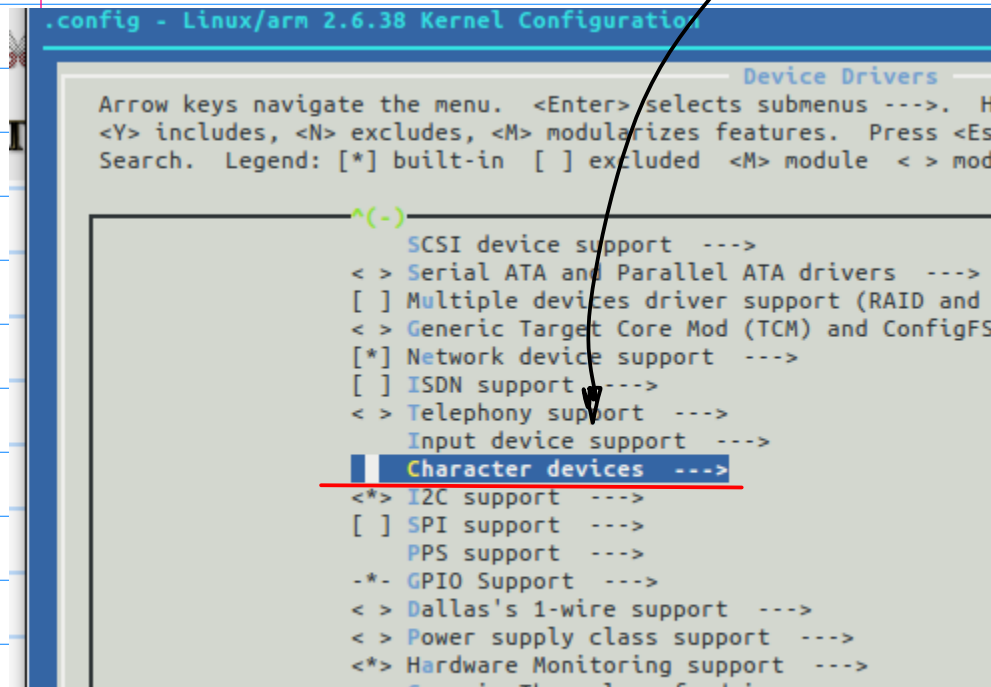 .config - Linux/arm 2.6.38 Kernel Configuration
Device Drivers
Arrow keys navigate the menu.  <Enter> selects submenus --->.  H
<Y> includes, <N> excludes, <M> modularizes features.  Press <Es
Search.  Legend: [*] built-in  [ ] excluded  <M> module  < > mod
^(-)
SCSI device support  --->
< > Serial ATA and Parallel ATA drivers  --->
[ ] Multiple devices driver support (RAID and
< > Generic Target Core Mod (TCM) and ConfigFS
[*] Network device support  --->
[ ] ISDN support  --->
< > Telephony support  --->
Input device support  --->
Character devices  --->
<*> I2C support  --->
[ ] SPI support  --->
PPS support  --->
-*- GPIO Support  --->
< > Dallas's 1-wire support  --->
< > Power supply class support  --->
<*> Hardware Monitoring support  --->